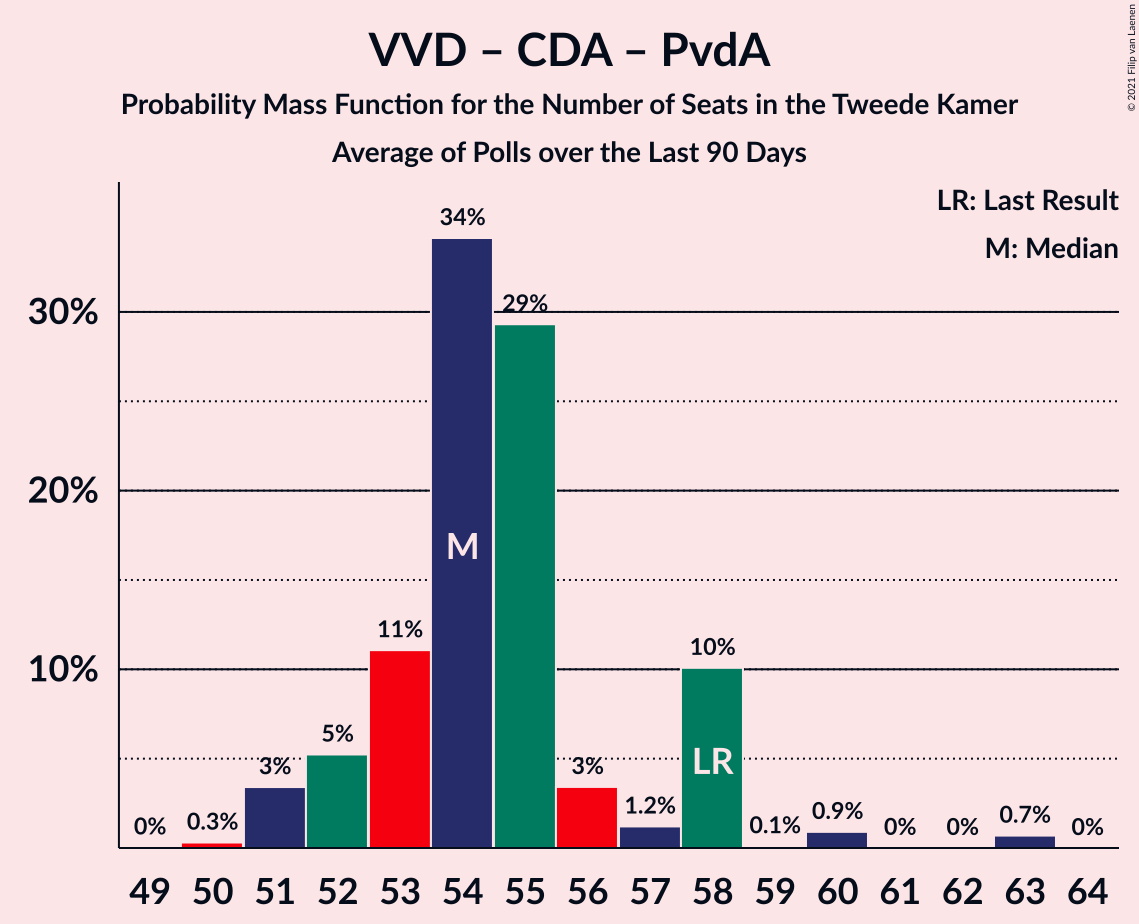 VVD – CDA – PvdA
Probability Mass Function for the Number of Seats in the Tweede Kamer
Average of Polls over the Last 90 Days
© 2021 Filip van Laenen
LR: Last Result
M: Median
30%
20%
10%
0%
0.3%
3%
5%
11%
34%
29%
3%
1.2%
10%
0.1%
0.9%
0%
0%
0.7%
0%
M
LR
49 50 51 52 53 54 55 56 57 58 59 60 61 62 63 64